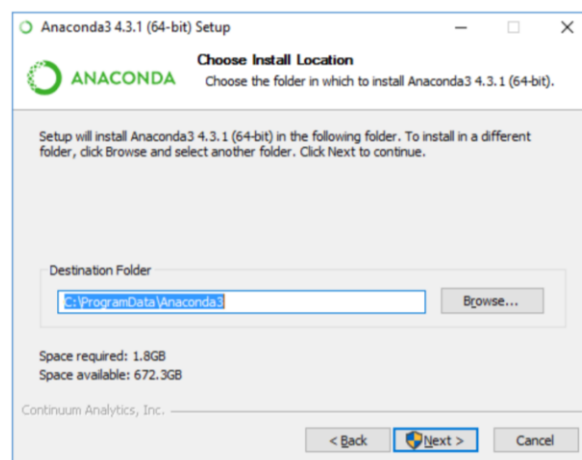 Anaconda3 4.3.1 (64-bit) Setup
Choose Install Location
ANACONDA
Choose the folder in which to install Anaconda3 4.3.1 (64-bit).
Setup will install Anaconda3 4.3.1 (64-bit) in the following folder. To install in a different
folder, click Browse and select another folder. Click Next to continue.
Destination Folder
C:\ProgramData\Anaconda3
Browse...
Space required: 1.8GB
Space available: 672.3GB
Continuum Analytics, Inc.
< Back
Next >
Cancel